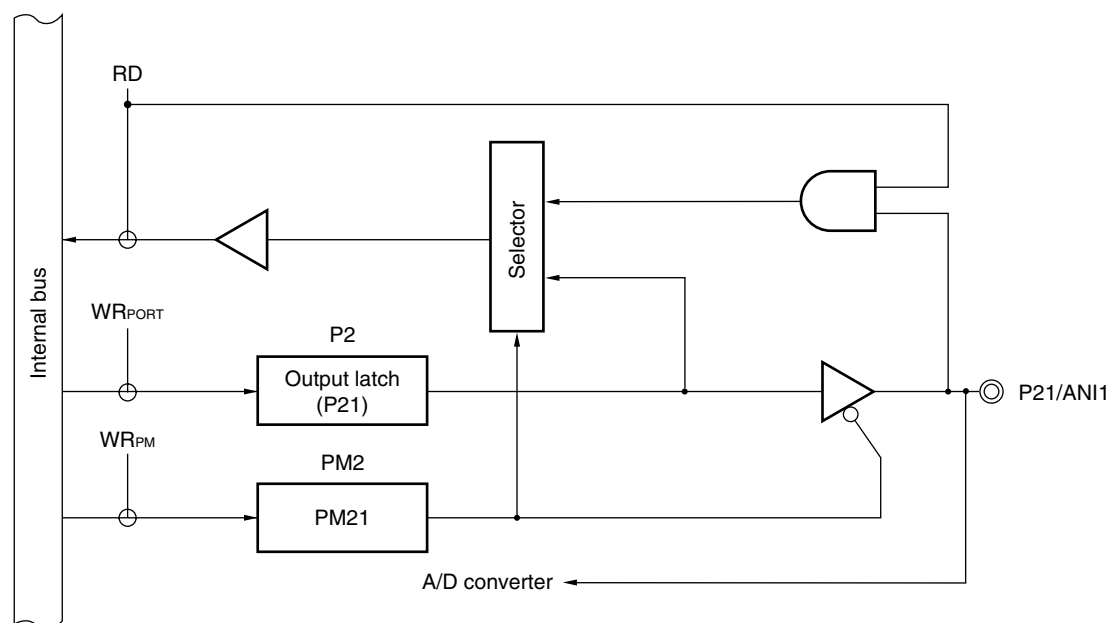 RD
Selector
Internal bus
WRPORT
P2
Output latch
(P21)
P21/ANI1
WRPM
PM2
PM21
A/D converter